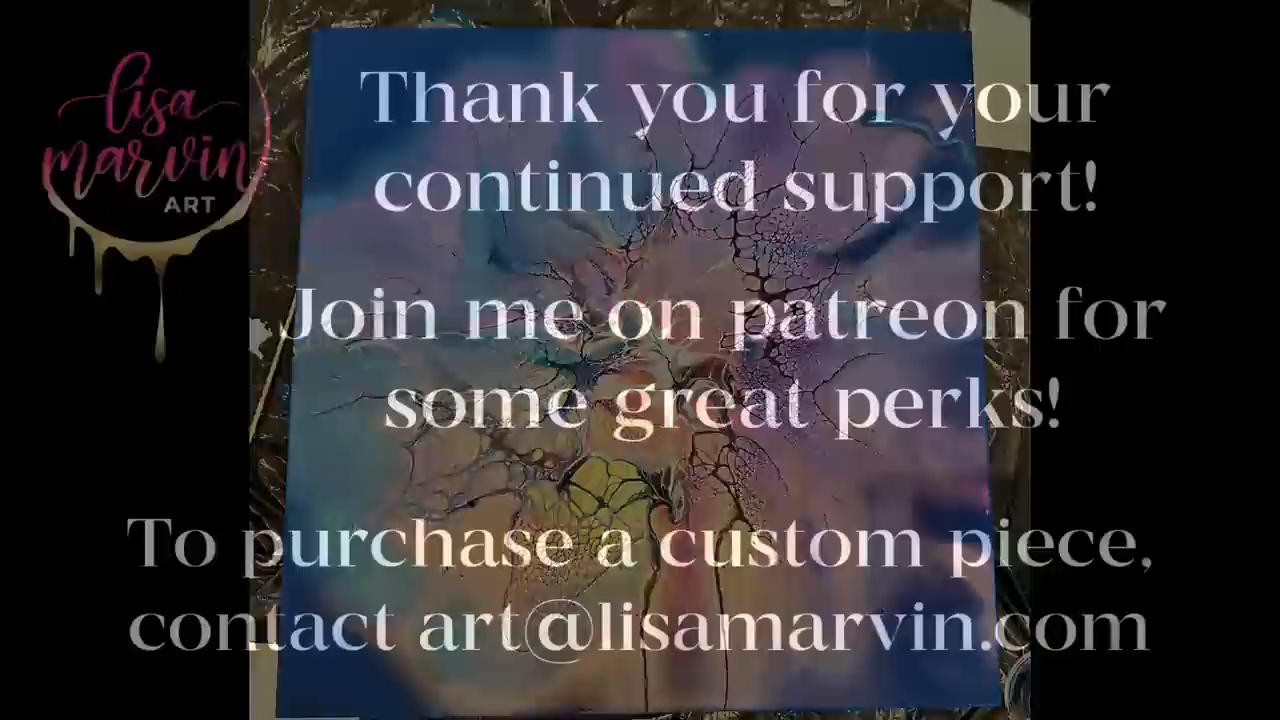 lisa
marvin
ART
Thank you for your
continued support!
Join me on patreon for
some great perks!
To purchase a custom piece,
contact art@lisamarvin.com